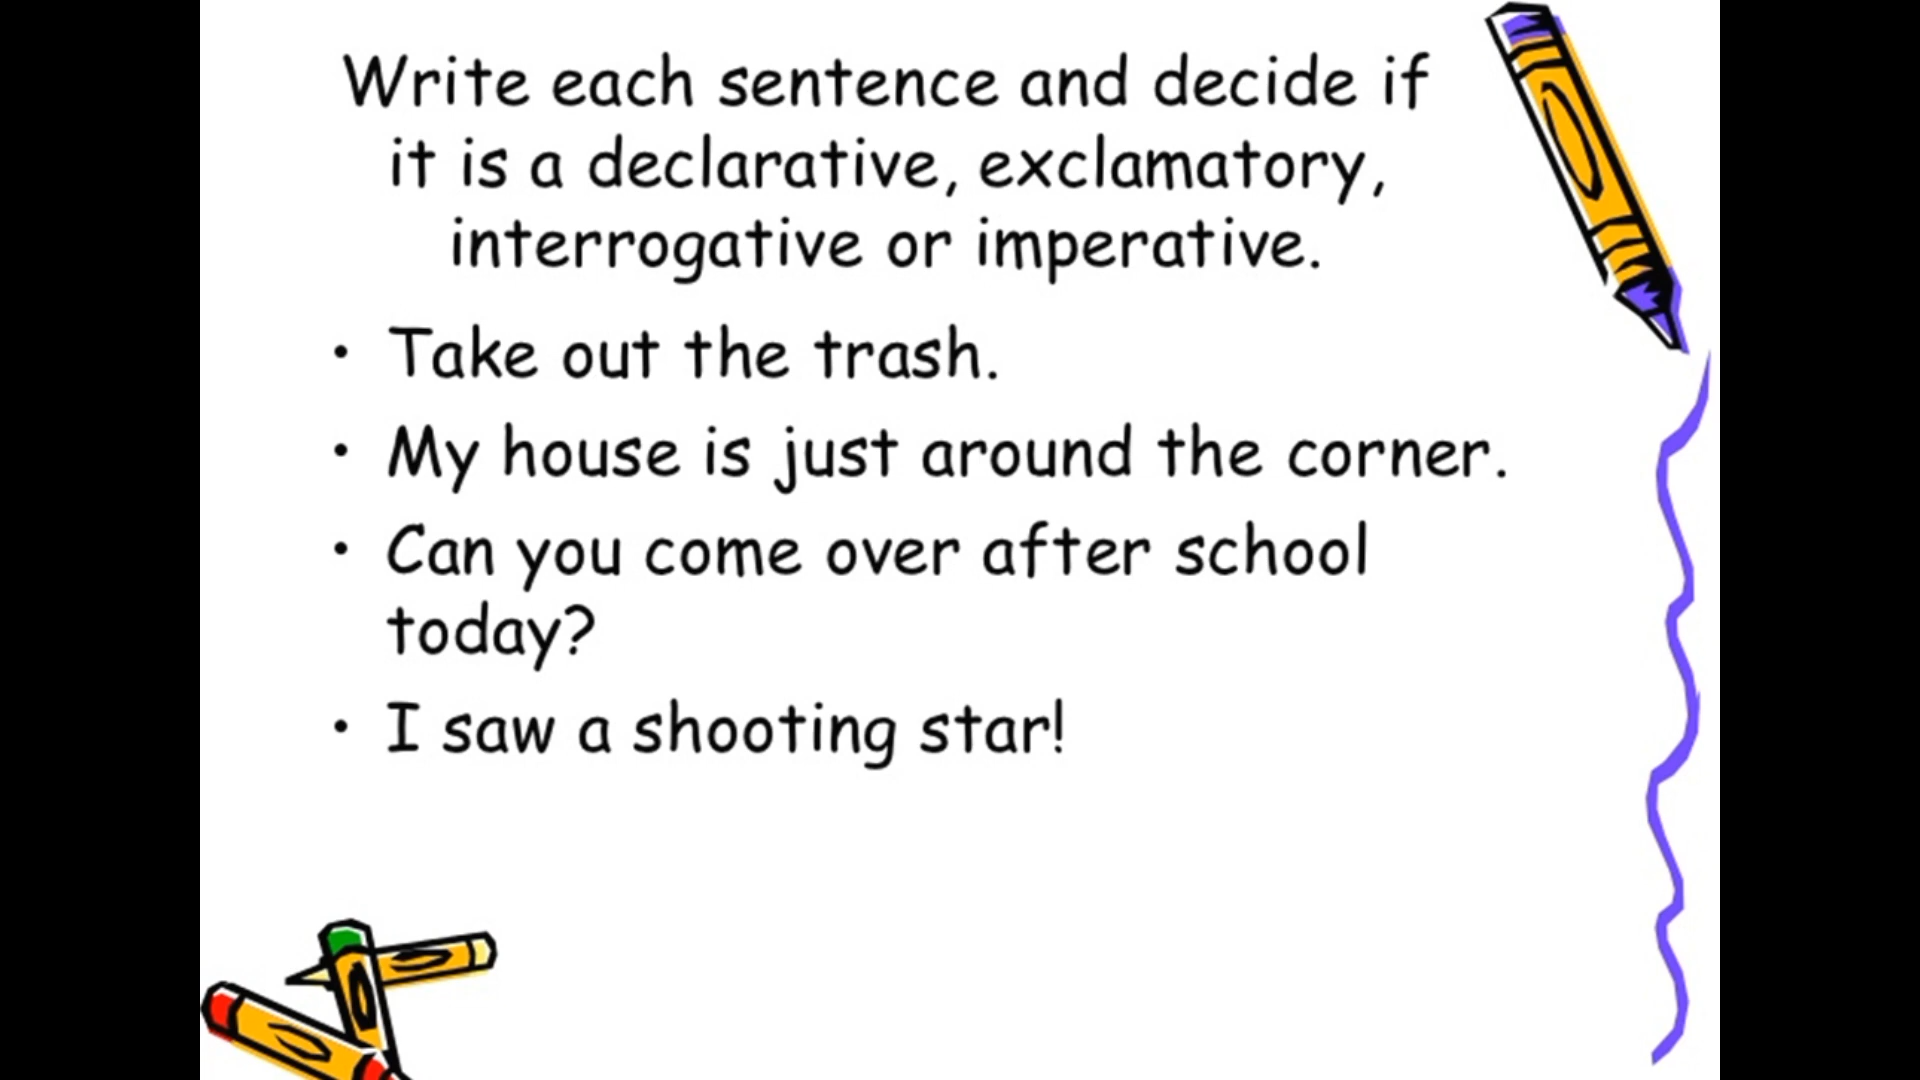 Write each sentence and decide if
it is a declarative, exclamatory,
interrogative or imperative.
• Take out the trash.
• My house is just around the corner.
• Can you come over after school
today?
• I saw a shooting star!